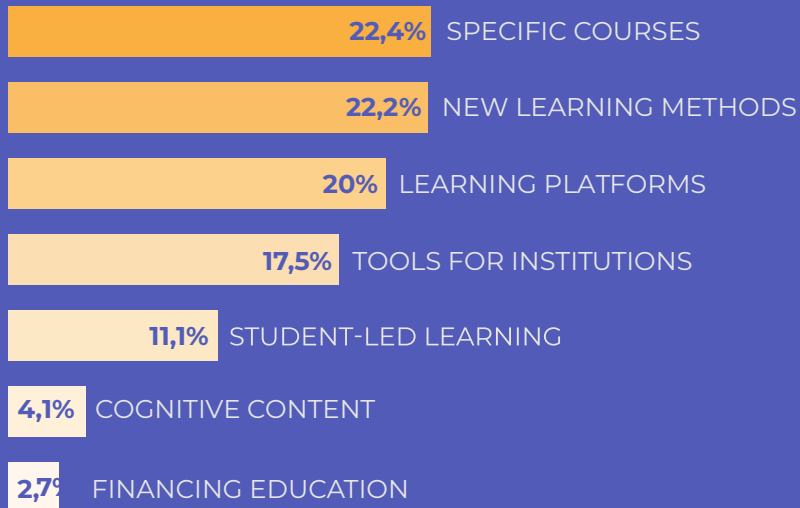 22,4% SPECIFIC COURSES
22,2% NEW LEARNING METHODS
20% LEARNING PLATFORMS
17,5% TOOLS FOR INSTITUTIONS
11,1% STUDENT-LED LEARNING
4,1% COGNITIVE CONTENT
2,7% FINANCING EDUCATION